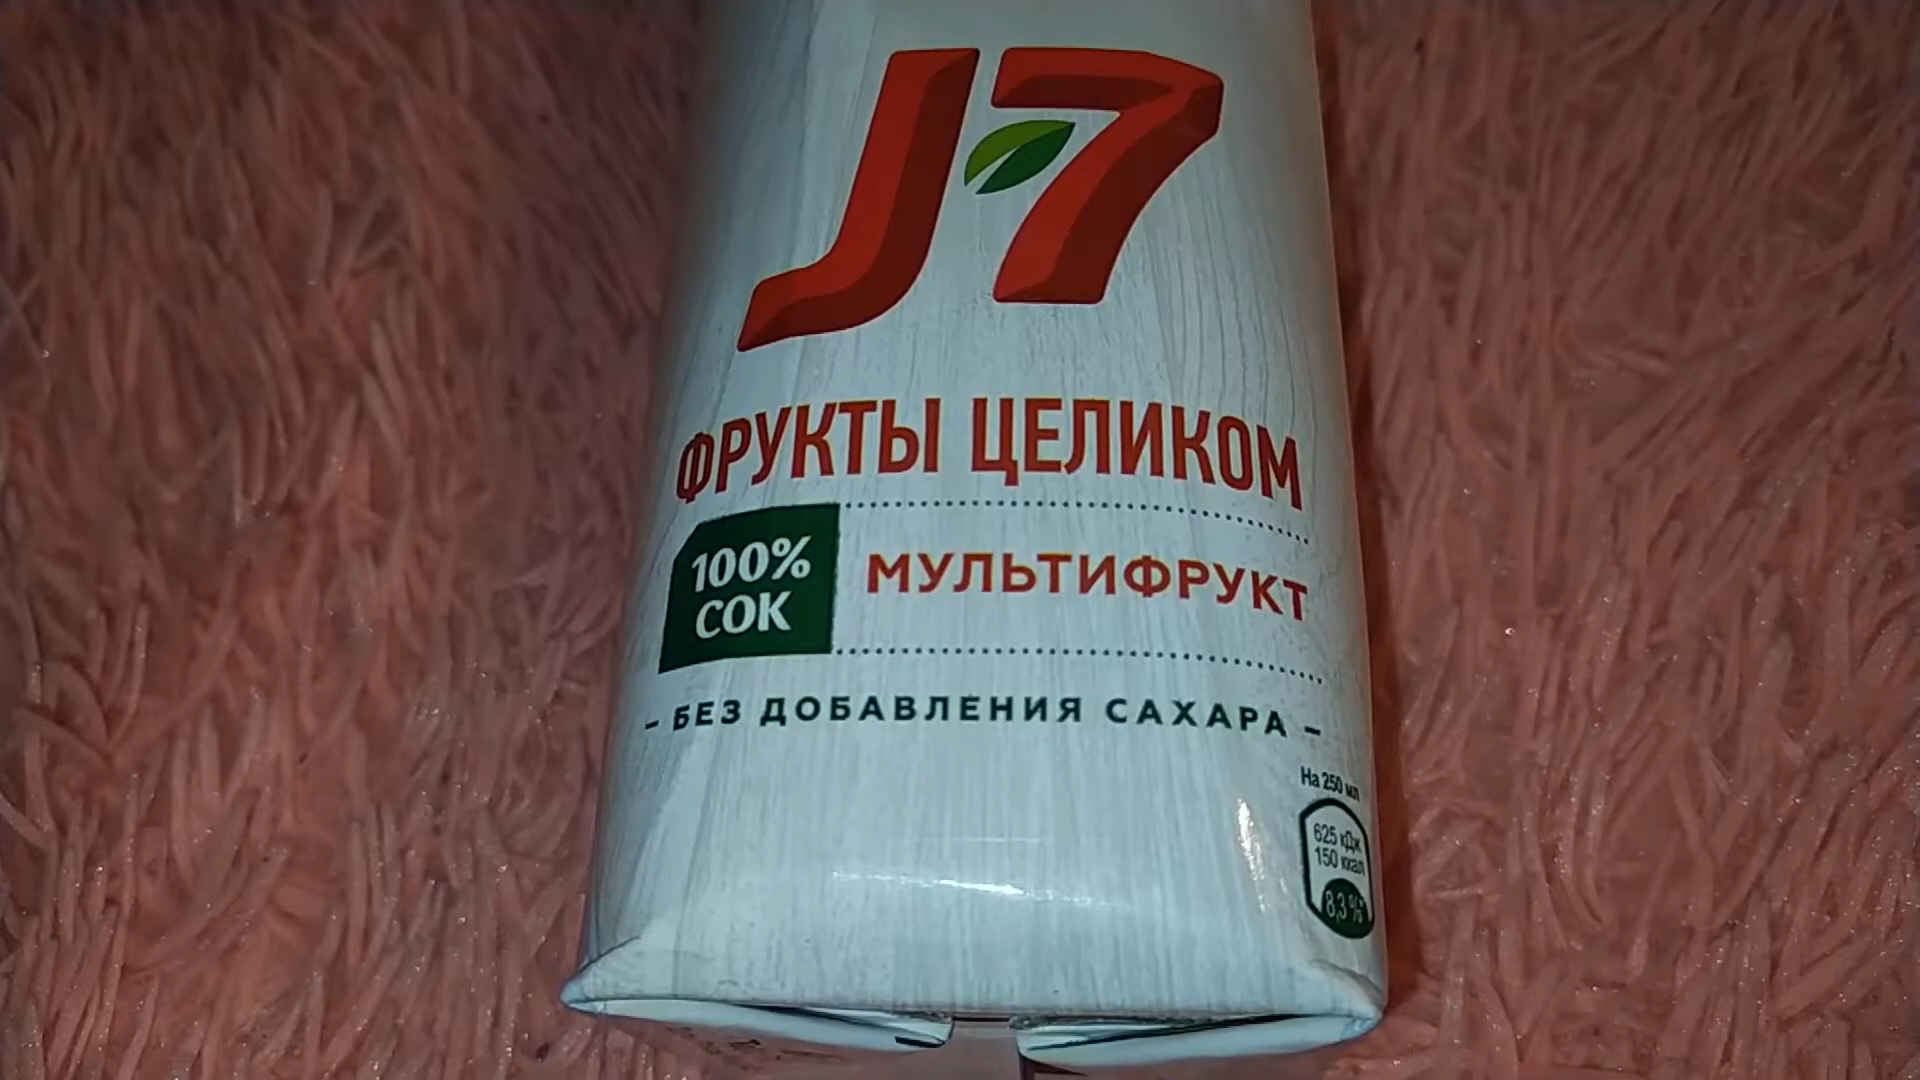 J7
ФРУКТЫ ЦЕЛИКОМ
100%
СОК
МУЛЬТИФРУКТ
– БЕЗ ДОБАВЛЕНИЯ САХАРА –
На 250 мл
625 кДж
150 ккал
8,3%*